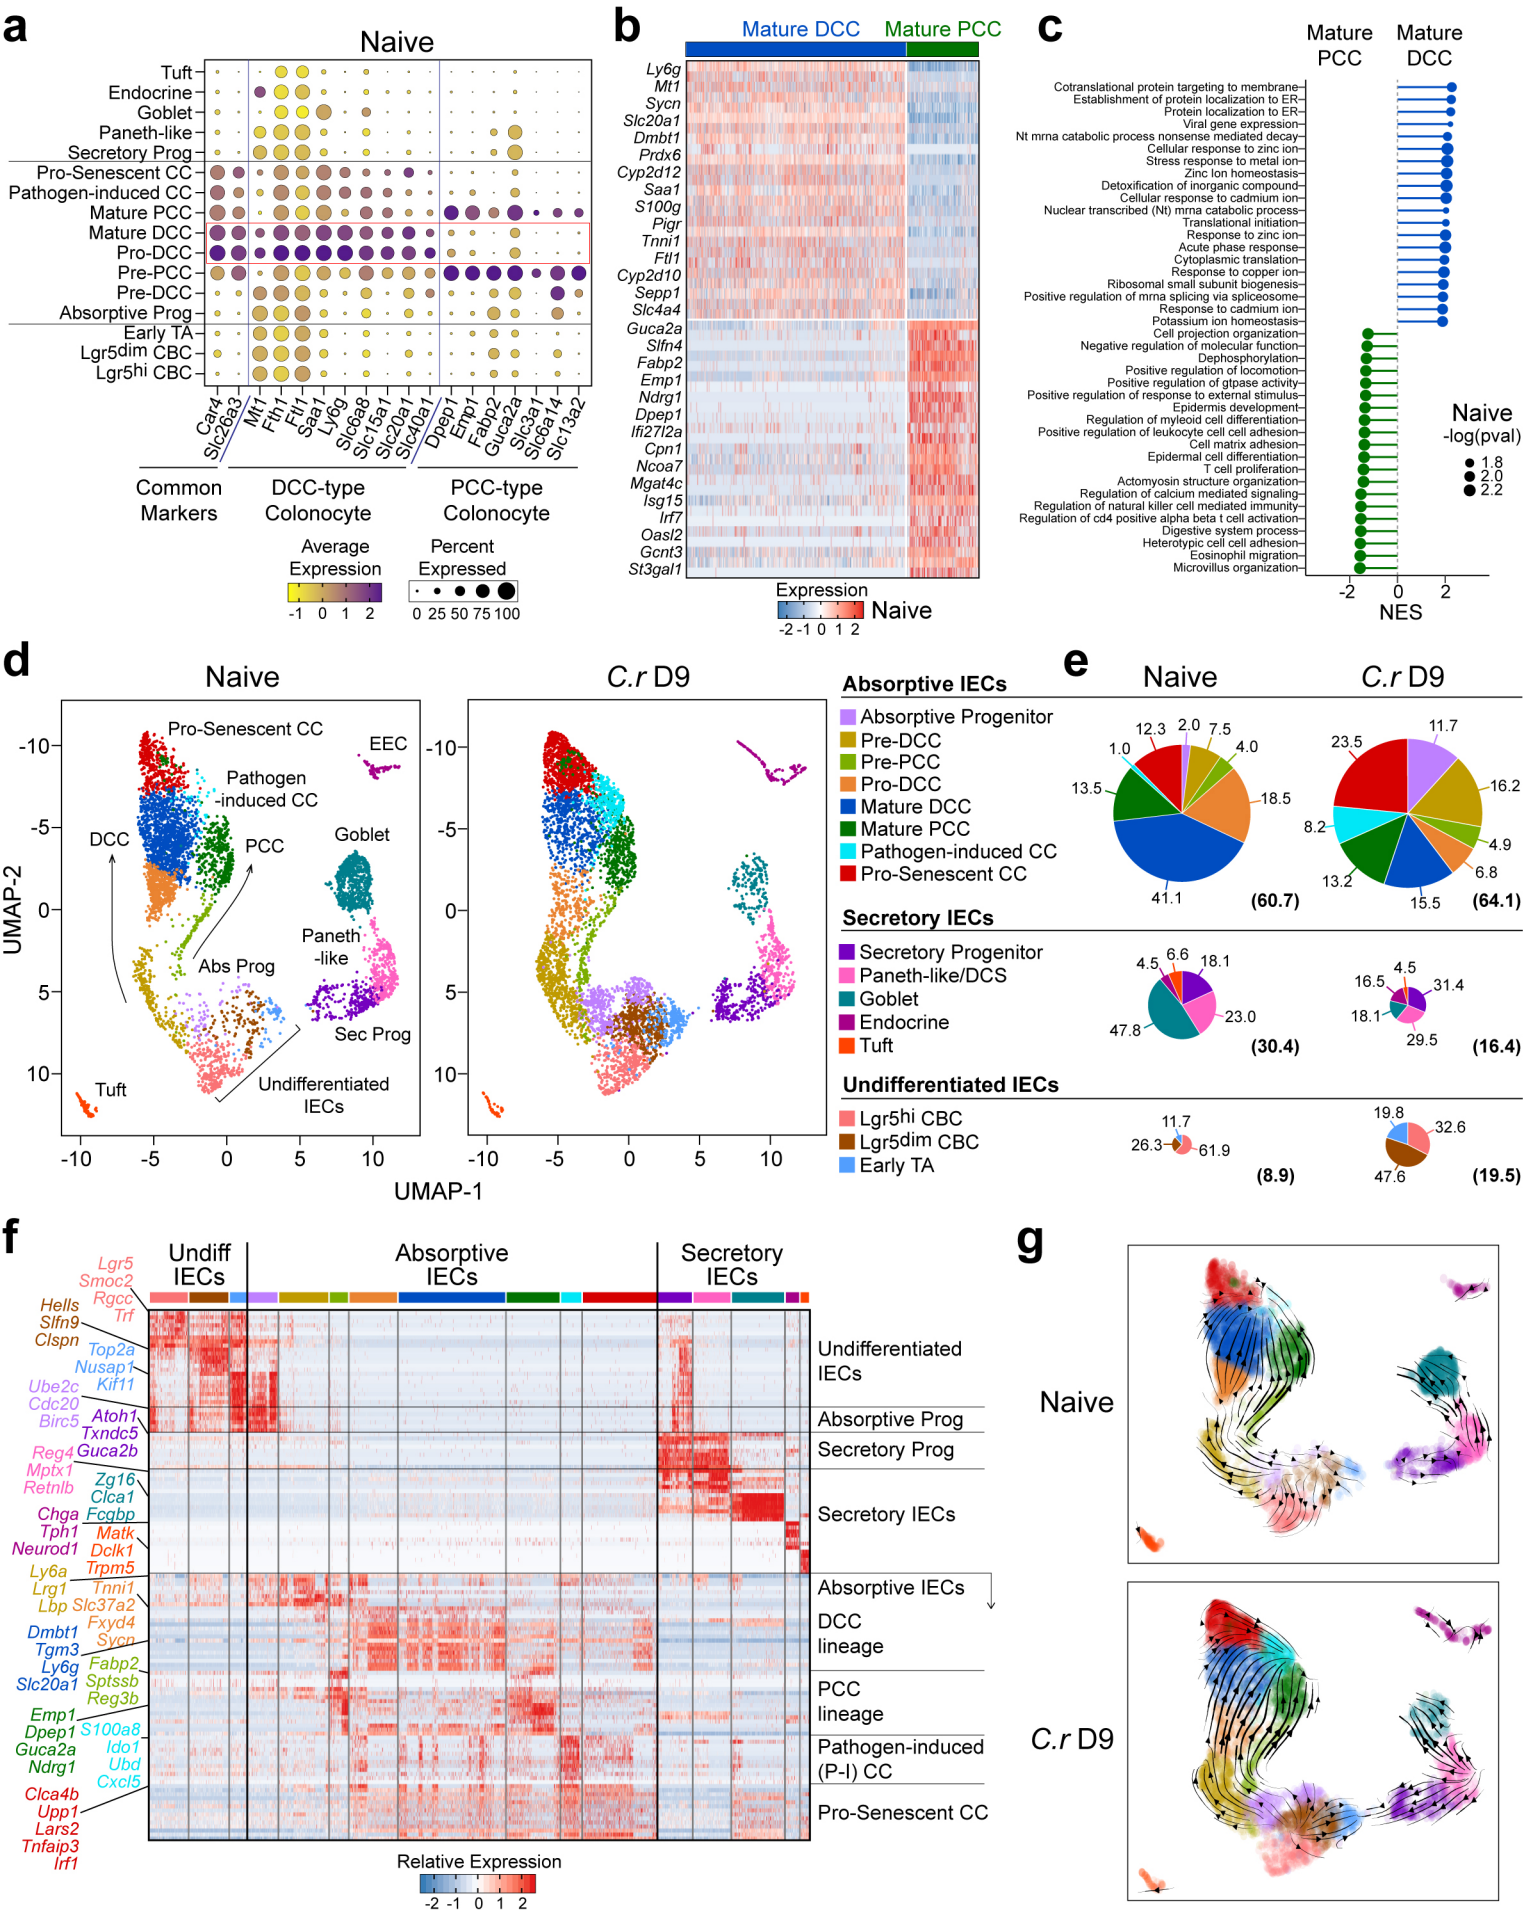 a
Naive
Tuft
Endocrine
Goblet
Paneth-like
Secretory Prog
Pro-Senescent CC
Pathogen-induced CC
Mature PCC
Mature DCC
Pro-DCC
Pre-PCC
Pre-DCC
Absorptive Prog
Early TA
Lgr5dim CBC
Lgr5hi CBC
Car4
Slc26a3
Mt1
Fth1
Ftl1
Saa1
Ly6g
Slc6a8
Slc15a1
Slc20a1
Slc40a1
Dpep1
Emp1
Fabp2
Guca2a
Slc3a1
Slc6a14
Slc13a2
Common
Markers
DCC-type
Colonocyte
PCC-type
Colonocyte
Average
Expression
-1 0 1 2
Percent
Expressed
0 25 50 75 100
b
Mature DCC
Mature PCC
Ly6g
Mt1
Sycn
Slc20a1
Dmbt1
Prdx6
Cyp2d12
Saa1
S100g
Pigr
Tnni1
Ftl1
Cyp2d10
Sepp1
Slc4a4
Guca2a
Slfn4
Fabp2
Emp1
Ndrg1
Dpep1
Ifi27l2a
Cpn1
Ncoa7
Mgat4c
Isg15
Irf7
Oasl2
Gcnt3
St3gal1
Expression
-2 -1 0 1 2
Naive
c
Mature
PCC
Mature
DCC
Cotranslational protein targeting to membrane
Establishment of protein localization to ER
Protein localization to ER
Viral gene expression
Nt mrna catabolic process nonsense mediated decay
Cellular response to zinc ion
Stress response to metal ion
Zinc Ion homeostasis
Detoxification of inorganic compound
Cellular response to cadmium ion
Nuclear transcribed (Nt) mrna catabolic process
Translational initiation
Response to zinc ion
Acute phase response
Cytoplasmic translation
Response to copper ion
Ribosomal small subunit biogenesis
Positive regulation of mrna splicing via spliceosome
Response to cadmium ion
Potassium ion homeostasis
Cell projection organization
Negative regulation of molecular function
Dephosphorylation
Positive regulation of locomotion
Positive regulation of gtpase activity
Positive regulation of response to external stimulus
Epidermis development
Regulation of myleoid cell differentiation
Positive regulation of leukocyte cell cell adhesion
Cell matrix adhesion
Epidermal cell differentiation
T cell proliferation
Actomyosin structure organization
Regulation of calcium mediated signaling
Regulation of natural killer cell mediated immunity
Regulation of cd4 positive alpha beta t cell activation
Digestive system process
Heterotypic cell cell adhesion
Eosinophil migration
Microvillus organization
-2 0 2
NES
Naive
-log(pval)
1.8
2.0
2.2
d
Naive
-10
-5
0
5
10
UMAP-2
Pro-Senescent CC
EEC
Pathogen
-induced CC
DCC
PCC
Goblet
Paneth
-like
Abs Prog
Sec Prog
Undifferentiated
IECs
Tuft
-10 -5 0 5 10
C.r D9
-10
-5
0
5
10
-10 -5 0 5 10
UMAP-1
Absorptive IECs
Absorptive Progenitor
Pre-DCC
Pre-PCC
Pro-DCC
Mature DCC
Mature PCC
Pathogen-induced CC
Pro-Senescent CC
Secretory IECs
Secretory Progenitor
Paneth-like/DCS
Goblet
Endocrine
Tuft
Undifferentiated IECs
Lgr5hi CBC
Lgr5dim CBC
Early TA
e
Naive
C.r D9
2.0
7.5
4.0
18.5
41.1
13.5
1.0
12.3
(60.7)
11.7
16.2
4.9
6.8
15.5
13.2
8.2
23.5
(64.1)
4.5
6.6
18.1
23.0
47.8
(30.4)
16.5
4.5
31.4
29.5
18.1
(16.4)
11.7
26.3
61.9
(8.9)
19.8
32.6
47.6
(19.5)
f
Undiff
IECs
Absorptive
IECs
Secretory
IECs
Lgr5
Smoc2
Rgcc
Trf
Hells
Slfn9
Clspn
Top2a
Nusap1
Kif11
Ube2c
Cdc20
Birc5
Atoh1
Txndc5
Guca2b
Reg4
Mptx1
Retnlb
Zg16
Clca1
Fcgbp
Chga
Tph1
Neurod1
Matk
Dclk1
Trpm5
Ly6a
Lrg1
Lbp
Tnni1
Slc37a2
Fxyd4
Sycn
Dmbt1
Tgm3
Ly6g
Slc20a1
Fabp2
Sptssb
Reg3b
Emp1
Dpep1
Guca2a
Ndrg1
S100a8
Ido1
Ubd
Cxcl5
Clca4b
Upp1
Lars2
Tnfaip3
Irf1
Undifferentiated
IECs
Absorptive Prog
Secretory Prog
Secretory IECs
Absorptive IECs
DCC
lineage
PCC
lineage
Pathogen-induced
(P-I) CC
Pro-Senescent CC
Relative Expression
-2 -1 0 1 2
g
Naive
C.r D9